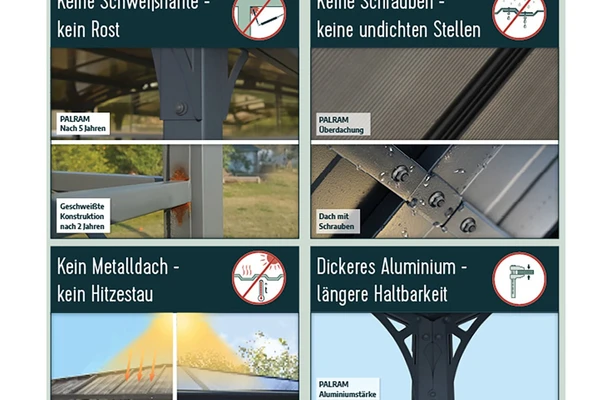 Keine Schweißnähte -
kein Rost
PALRAM
Nach 5 Jahren
Geschweißte
Konstruktion
nach 2 Jahren
Keine Schrauben -
keine undichten Stellen
PALRAM
Überdachung
Dach mit
Schrauben
Kein Metalldach -
kein Hitzestau
t
Dickeres Aluminium -
längere Haltbarkeit
PALRAM
Aluminiumstärke